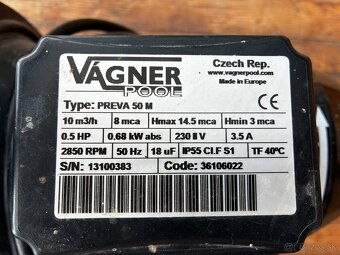 VÁGNER
POOL
Czech Rep.
www.vagnerpool.com
Made in Europe
Type: PREVA 50 M
CE
10 m3/h 8 mca Hmax 14.5 mca Hmin 3 mca
0.5 HP 0.68 kW abs 230 II V 3.5 A
2850 RPM 50 Hz 18 uF IP55 Cl.F S1 TF 40°C
S/N: 13100383 Code: 36106022